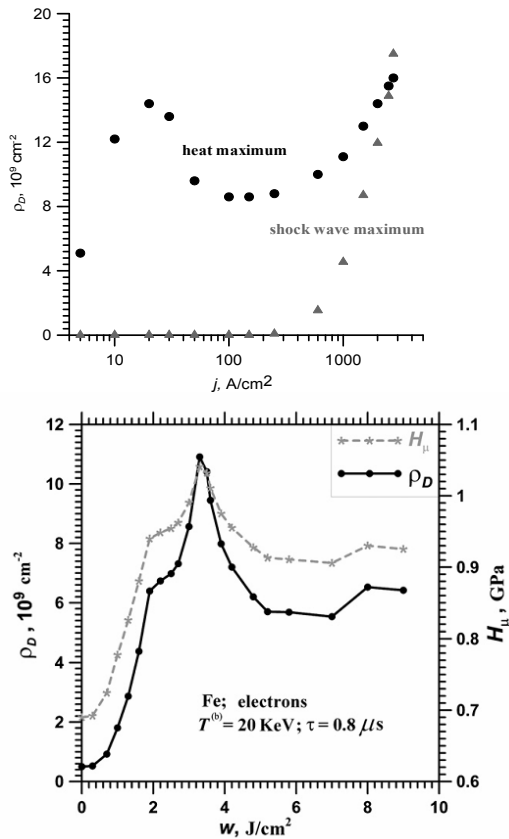 20
16
12
8
4
0
ρD, 10⁹ cm⁻²
heat maximum
shock wave maximum
10
100
1000
j, A/cm2
12
10
8
6
4
2
0
ρD , 10⁹ cm⁻²
1.1
1
0.9
0.8
0.7
0.6
Hμ , GPa
Hμ
ρD
Fe; electrons
T⁽ᵇ⁾= 20 KeV; τ = 0.8 μs
0
2
4
6
8
10
w, J/cm²